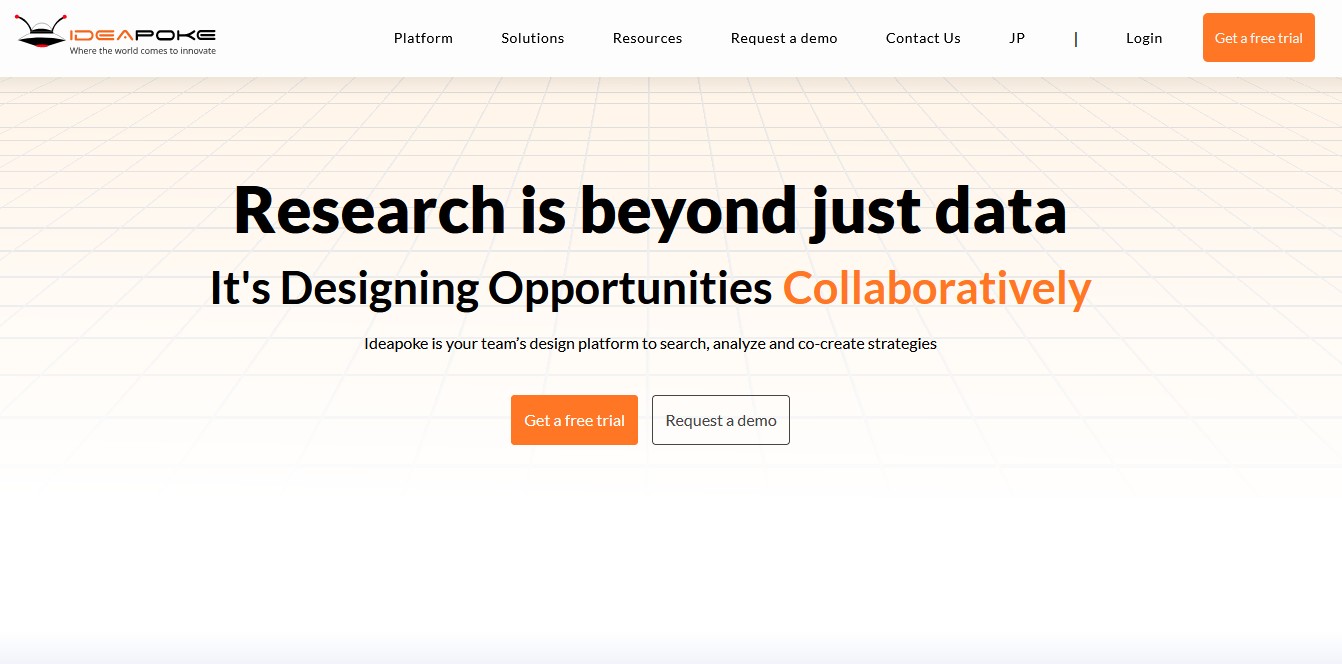 IDEAPOKE
Where the world comes to innovate
Platform Solutions Resources Request a demo Contact Us JP | Login Get a free trial
Research is beyond just data
It's Designing Opportunities Collaboratively
Ideapoke is your team’s design platform to search, analyze and co-create strategies
Get a free trial Request a demo